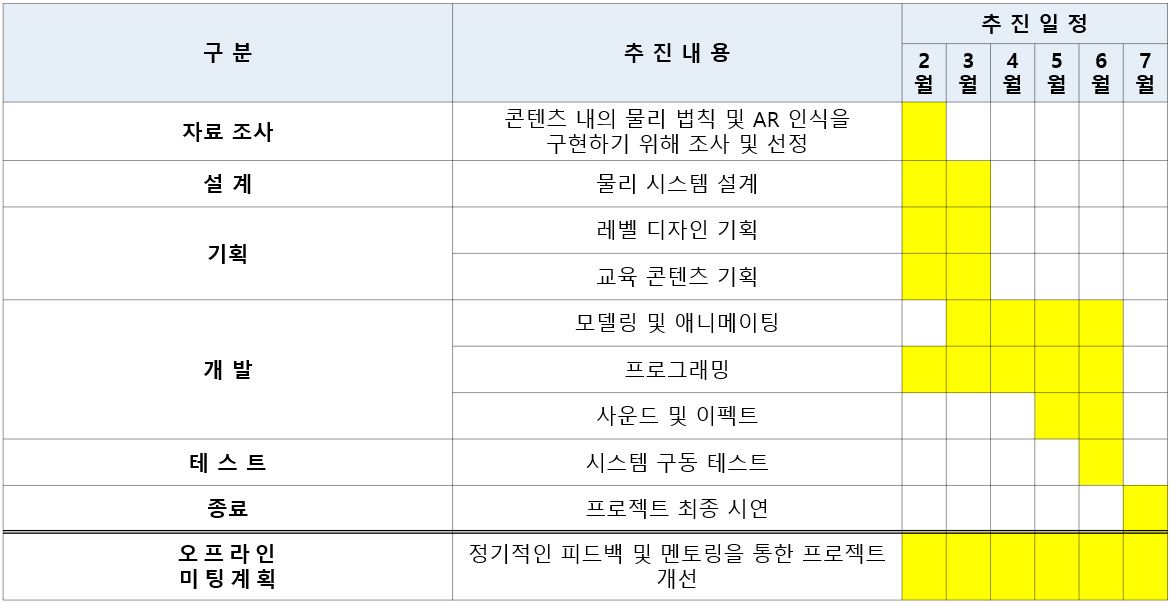 구 분
추 진 내 용
추 진 일 정
2
월
3
월
4
월
5
월
6
월
7
월
자료 조사
콘텐츠 내의 물리 법칙 및 AR 인식을
구현하기 위해 조사 및 선정
설 계
물리 시스템 설계
기획
레벨 디자인 기획
교육 콘텐츠 기획
개 발
모델링 및 애니메이팅
프로그래밍
사운드 및 이펙트
테 스 트
시스템 구동 테스트
종료
프로젝트 최종 시연
오 프 라 인
미 팅 계 획
정기적인 피드백 및 멘토링을 통한 프로젝트
개선